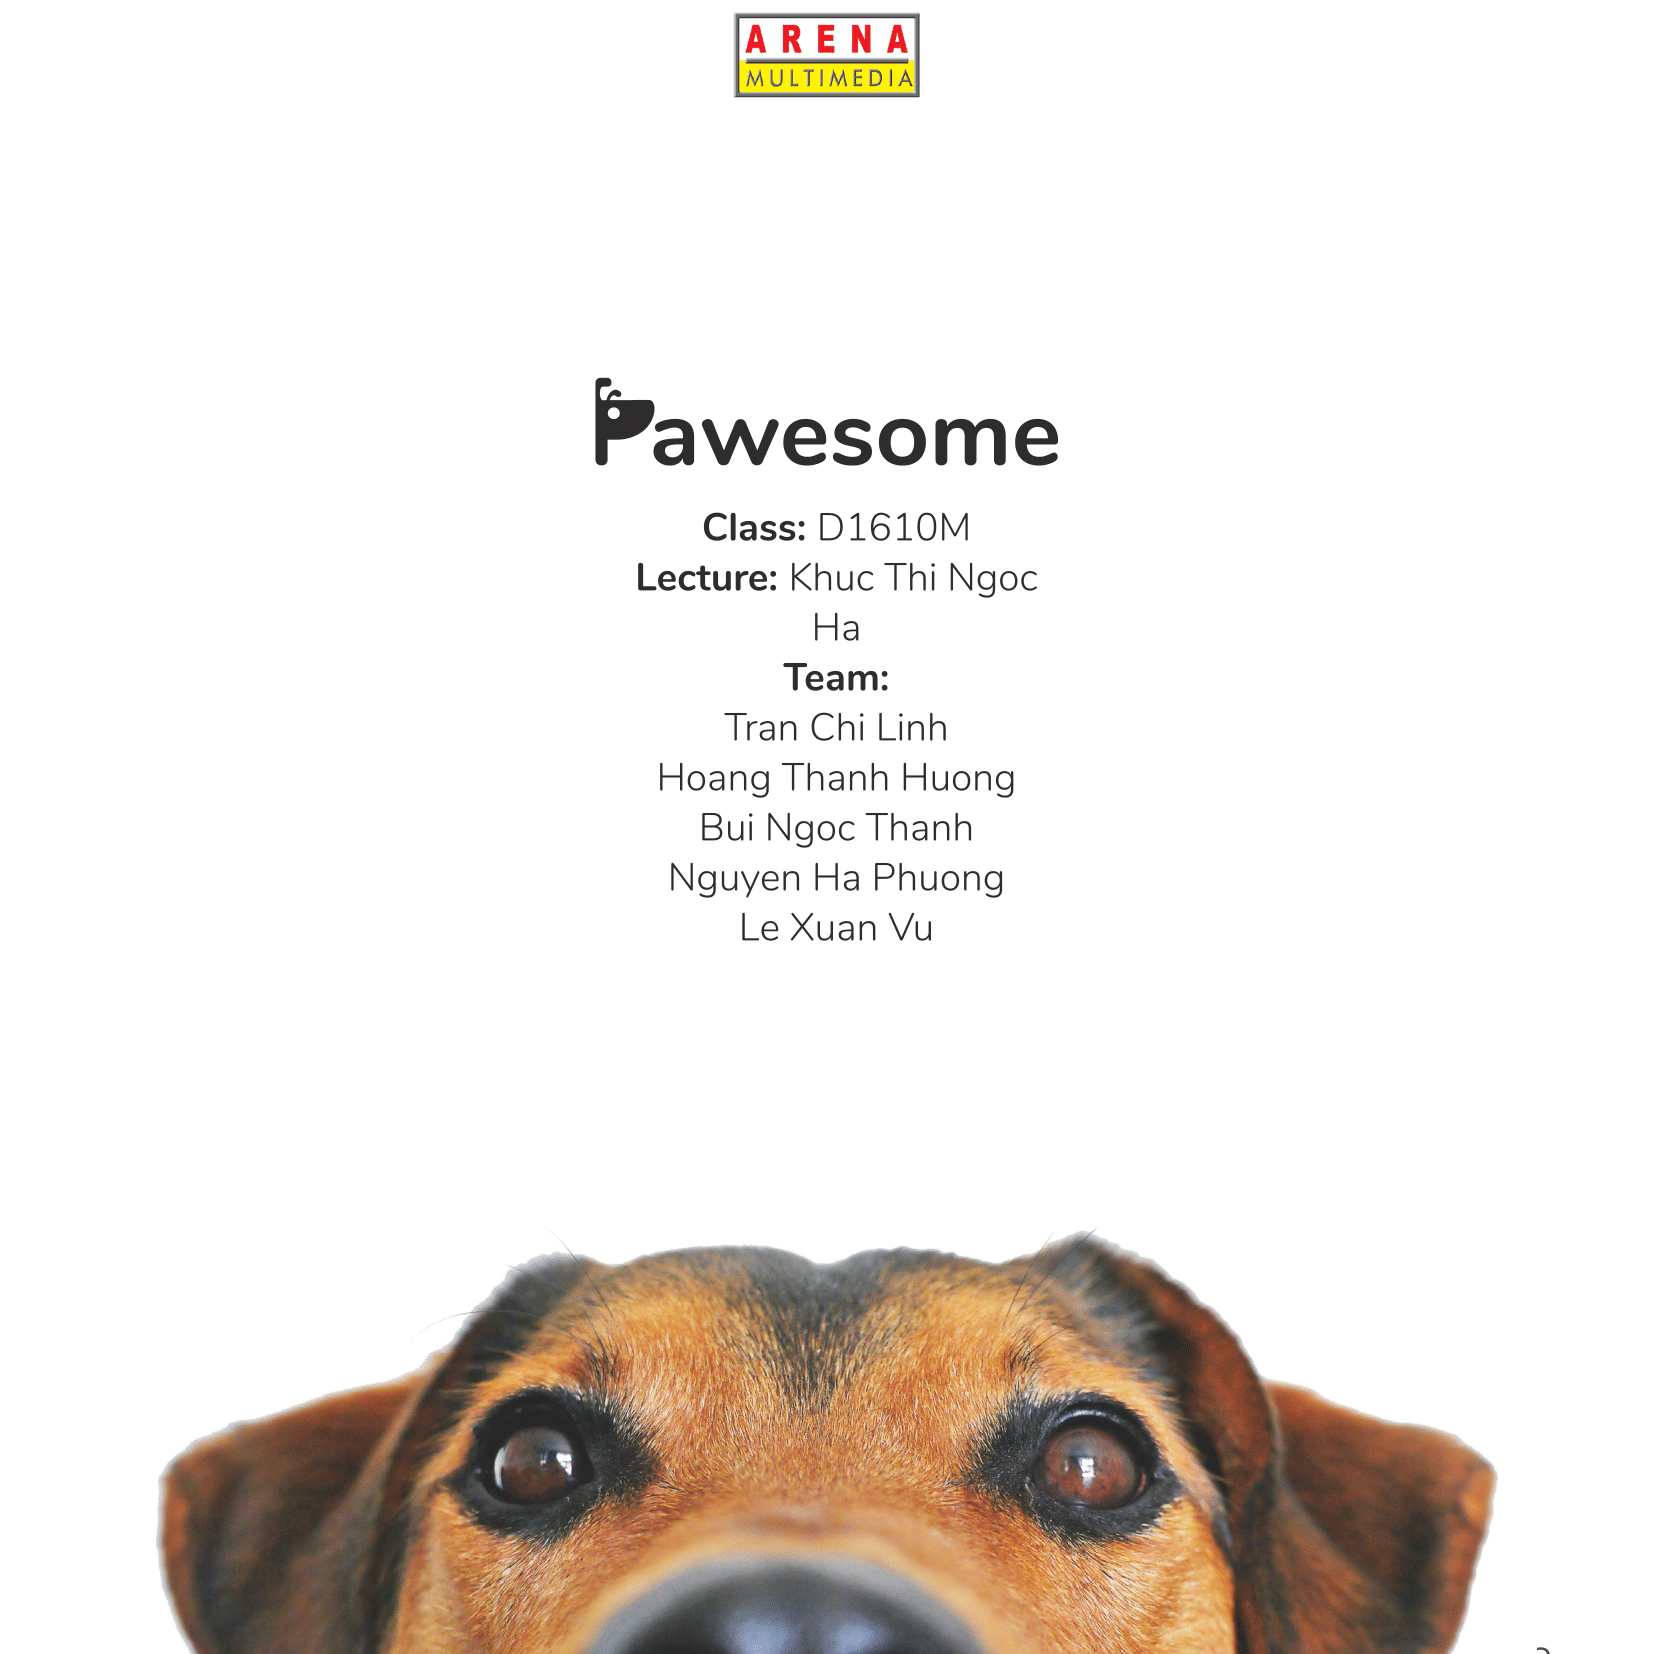 ARENA
MULTIMEDIA
Pawesome
Class: D1610M
Lecture: Khuc Thi Ngoc
Ha
Team:
Tran Chi Linh
Hoang Thanh Huong
Bui Ngoc Thanh
Nguyen Ha Phuong
Le Xuan Vu